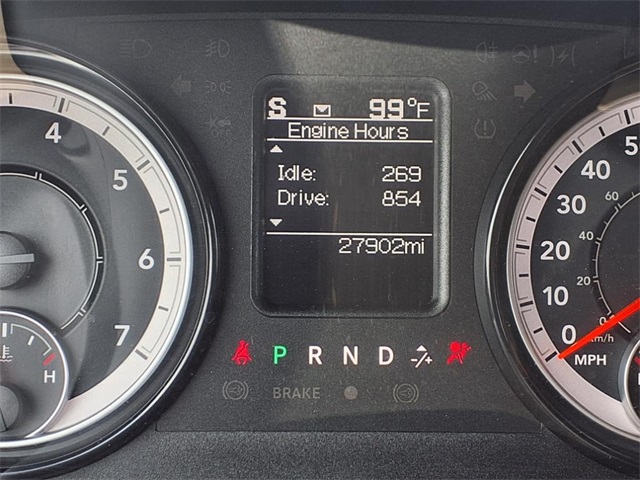 S 99°F
Engine Hours
Idle: 269
Drive: 854
27902mi
4
5
6
7
H
50
40
30
20
10
0
60
40
20
0
km/h
MPH
P R N D -/+
BRAKE